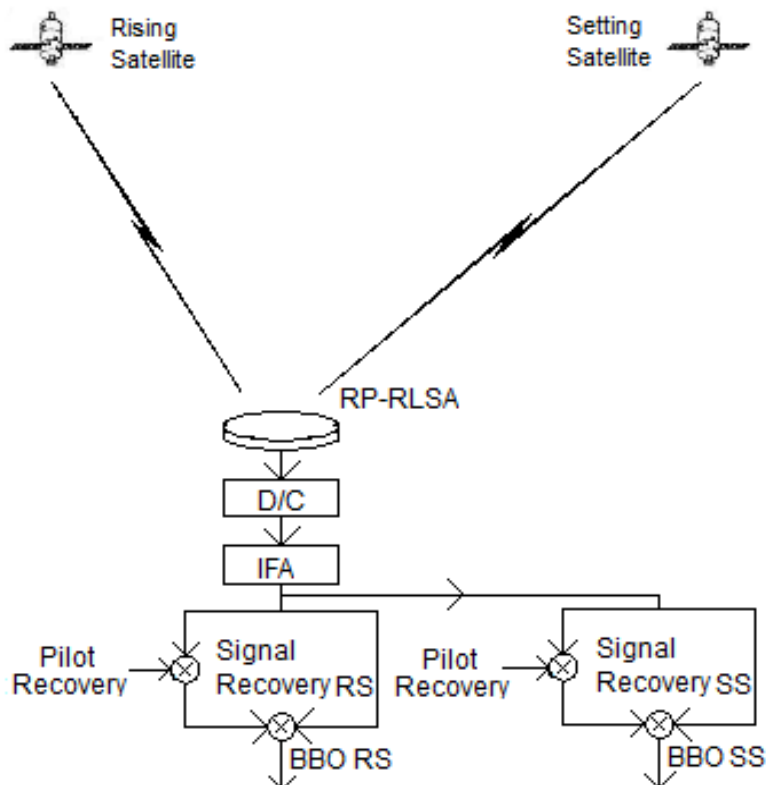 Rising
Satellite
Setting
Satellite
RP-RLSA
D/C
IFA
Pilot
Recovery
Signal
Recovery RS
Pilot
Recovery
Signal
Recovery SS
BBO RS
BBO SS